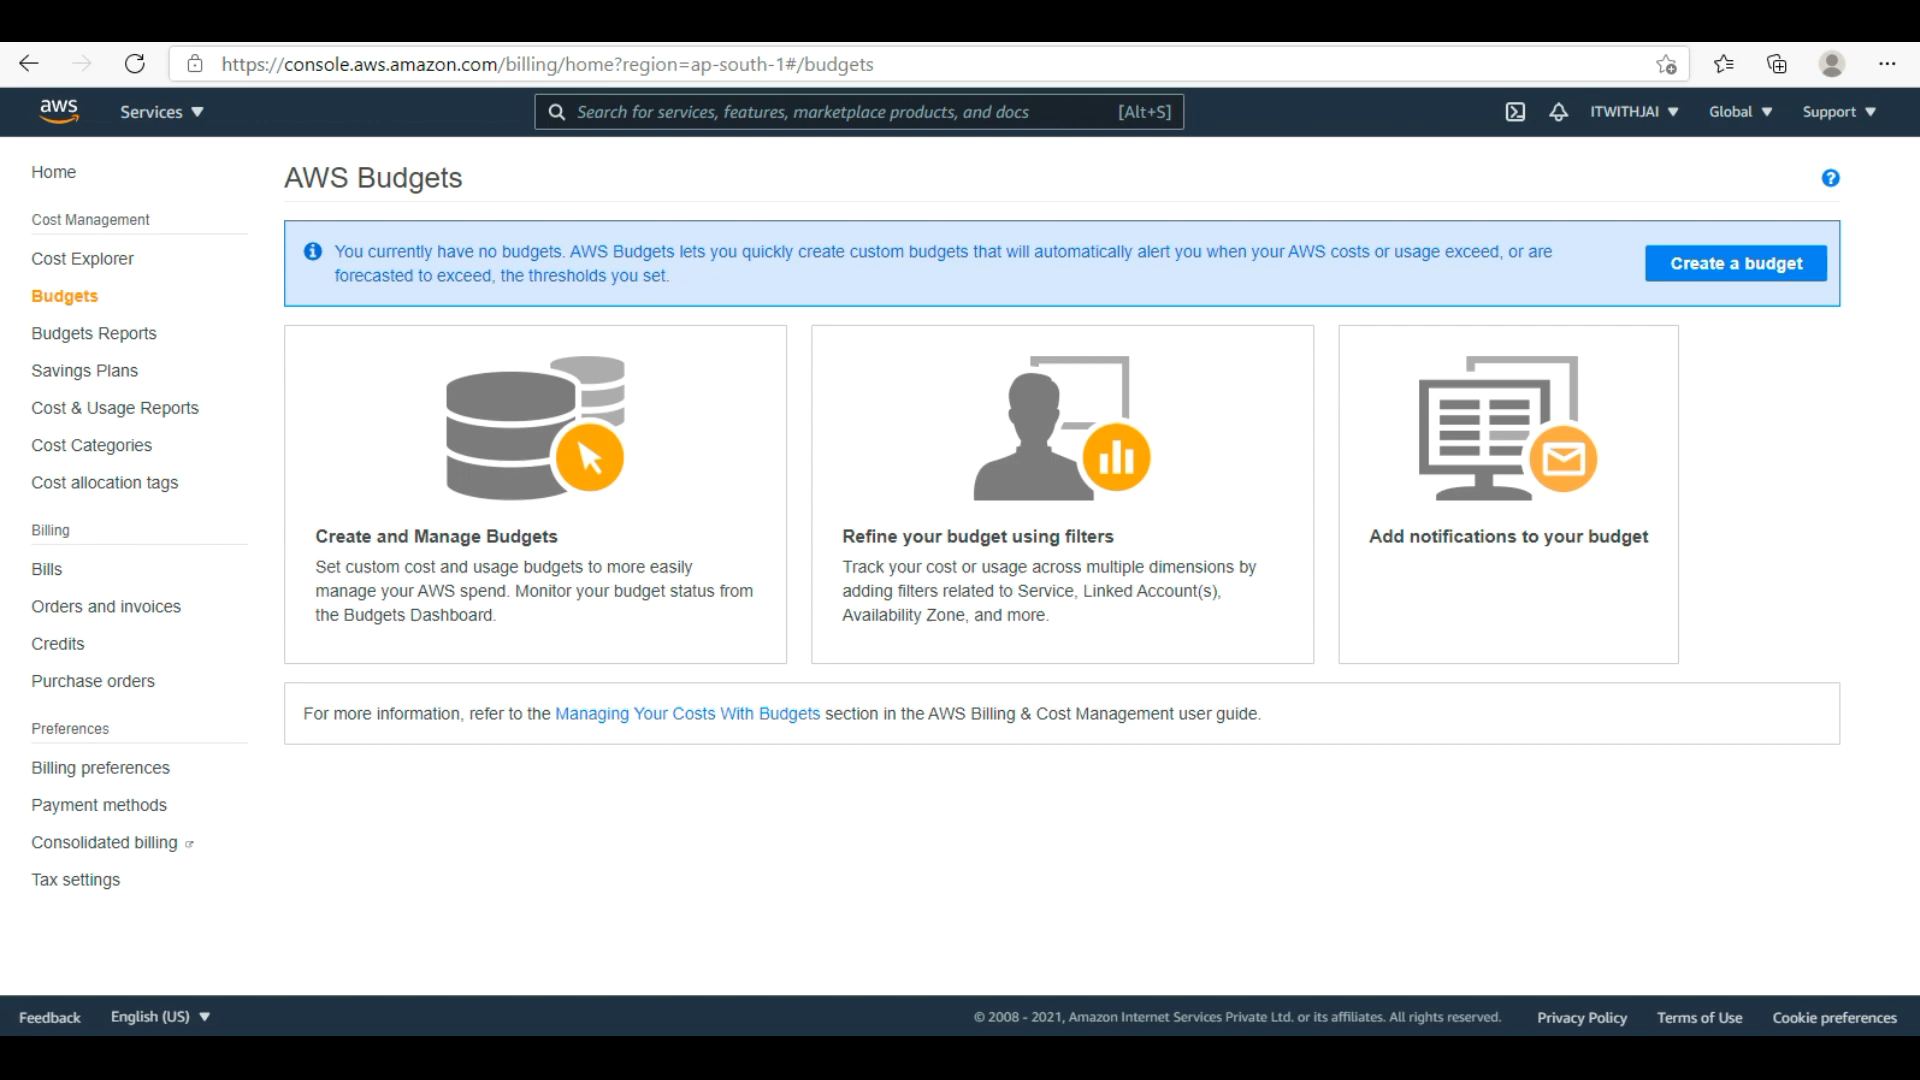 https://console.aws.amazon.com/billing/home?region=ap-south-1#/budgets
aws
Services
Search for services, features, marketplace products, and docs
[Alt+S]
ITWITHJAI
Global
Support
Home
Cost Management
Cost Explorer
Budgets
Budgets Reports
Savings Plans
Cost & Usage Reports
Cost Categories
Cost allocation tags
Billing
Bills
Orders and invoices
Credits
Purchase orders
Preferences
Billing preferences
Payment methods
Consolidated billing
Tax settings
AWS Budgets
You currently have no budgets. AWS Budgets lets you quickly create custom budgets that will automatically alert you when your AWS costs or usage exceed, or are
forecasted to exceed, the thresholds you set.
Create a budget
Create and Manage Budgets
Set custom cost and usage budgets to more easily
manage your AWS spend. Monitor your budget status from
the Budgets Dashboard.
Refine your budget using filters
Track your cost or usage across multiple dimensions by
adding filters related to Service, Linked Account(s),
Availability Zone, and more.
Add notifications to your budget
For more information, refer to the Managing Your Costs With Budgets section in the AWS Billing & Cost Management user guide.
Feedback
English (US)
© 2008 - 2021, Amazon Internet Services Private Ltd. or its affiliates. All rights reserved.
Privacy Policy
Terms of Use
Cookie preferences